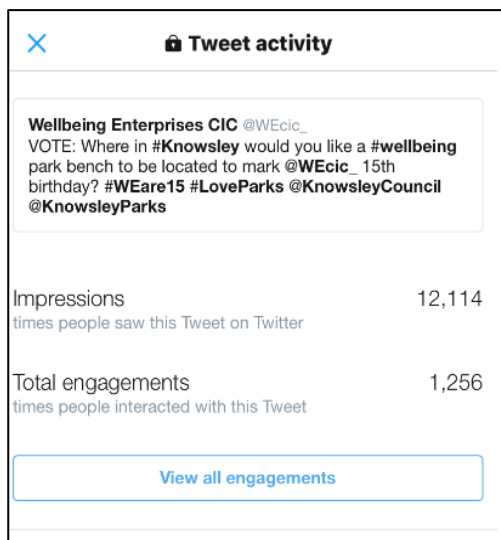 Tweet activity
Wellbeing Enterprises CIC @WEcic_
VOTE: Where in #Knowsley would you like a #wellbeing
park bench to be located to mark @WEcic_ 15th
birthday? #WEare15 #LoveParks @KnowsleyCouncil
@KnowsleyParks
Impressions 12,114
times people saw this Tweet on Twitter
Total engagements 1,256
times people interacted with this Tweet
View all engagements